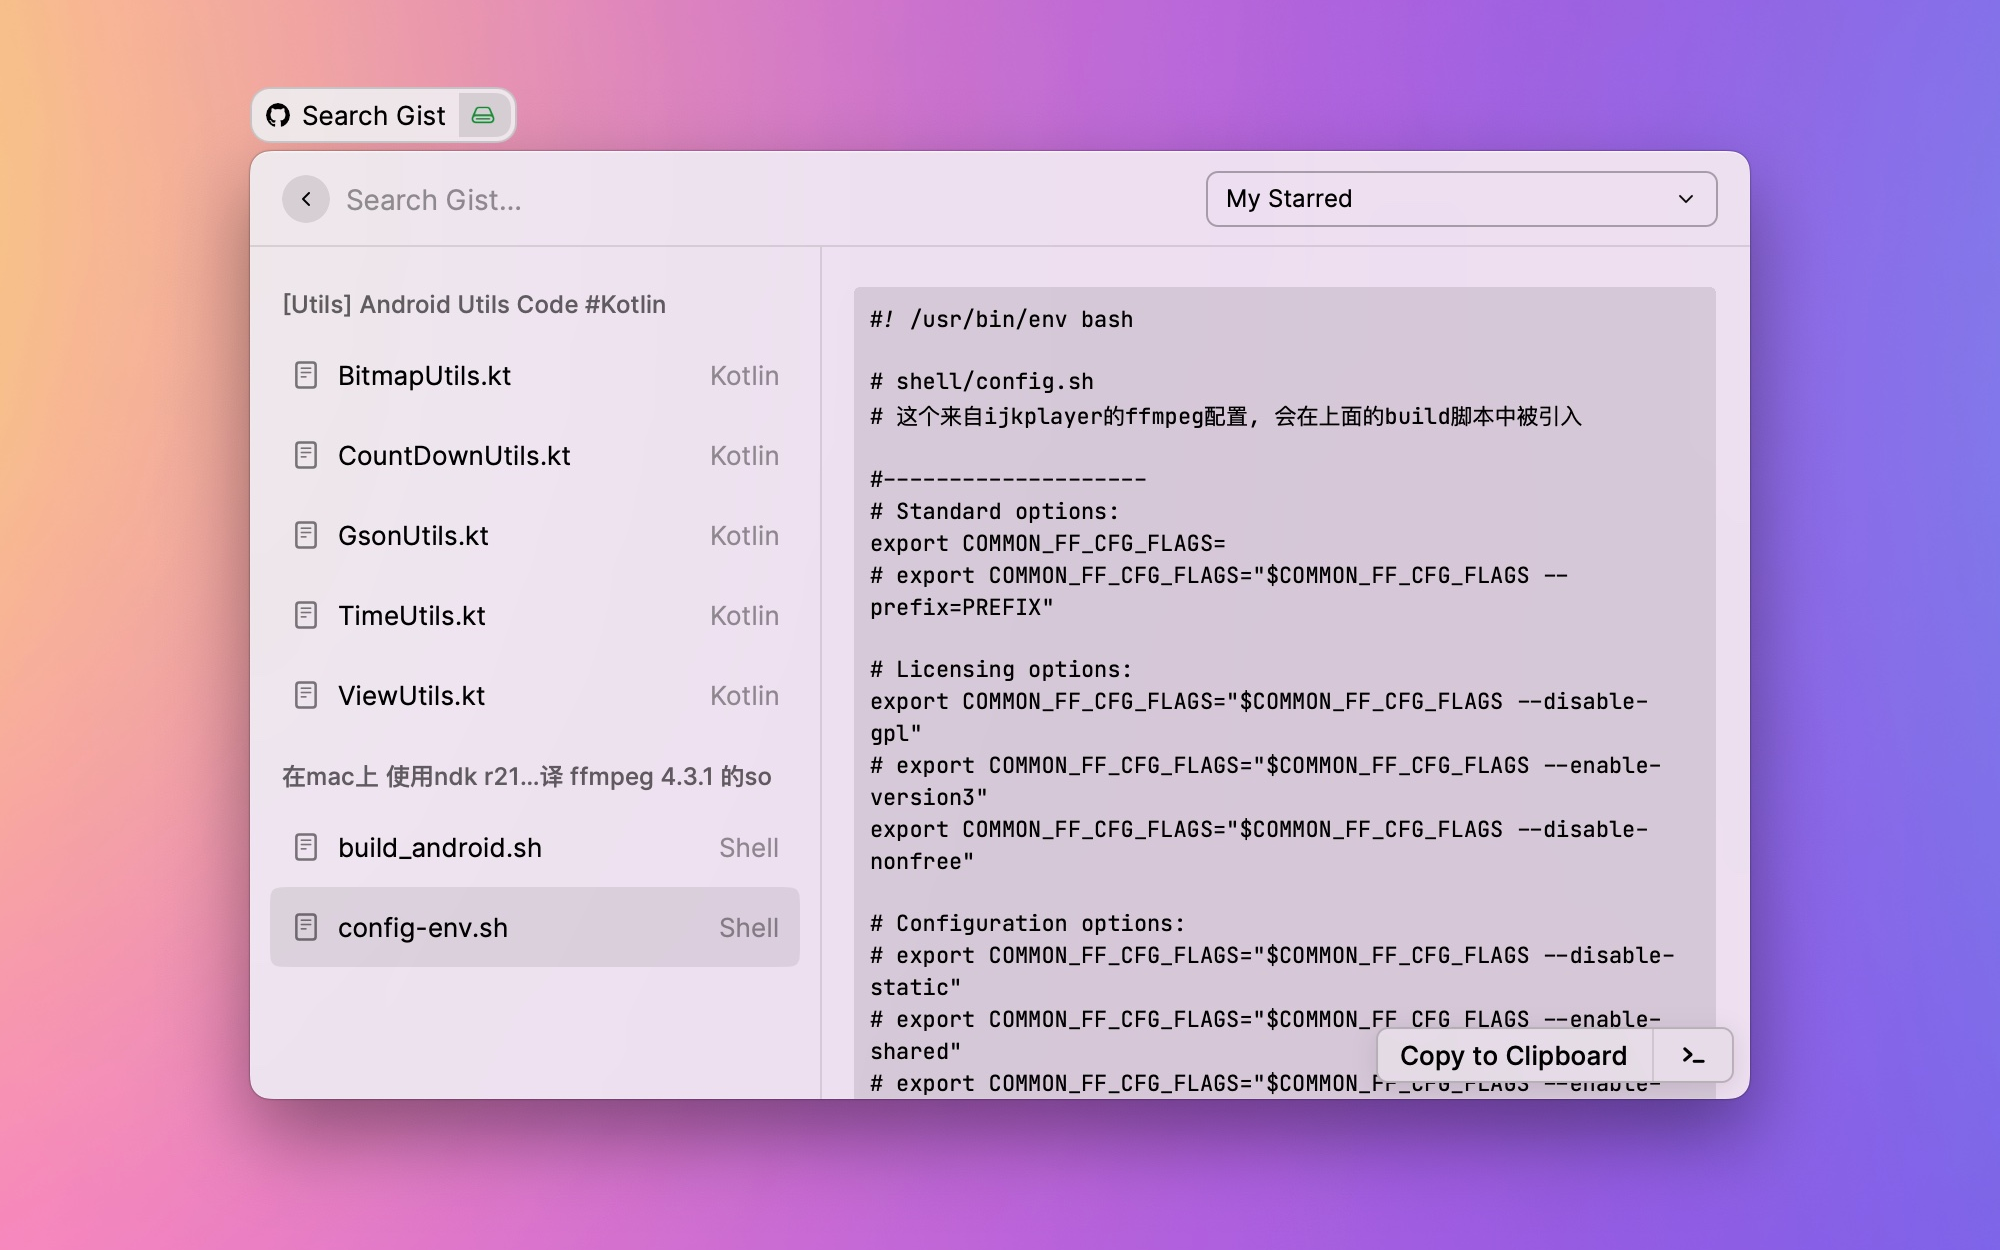 Search Gist
Search Gist...
My Starred
[Utils] Android Utils Code #Kotlin
BitmapUtils.kt Kotlin
CountDownUtils.kt Kotlin
GsonUtils.kt Kotlin
TimeUtils.kt Kotlin
ViewUtils.kt Kotlin
在mac上 使用ndk r21...译 ffmpeg 4.3.1 的so
build_android.sh Shell
config-env.sh Shell
#! /usr/bin/env bash
# shell/config.sh
# 这个来自ijkplayer的ffmpeg配置, 会在上面的build脚本中被引入
#--------------------
# Standard options:
export COMMON_FF_CFG_FLAGS=
# export COMMON_FF_CFG_FLAGS="$COMMON_FF_CFG_FLAGS --
prefix=PREFIX"
# Licensing options:
export COMMON_FF_CFG_FLAGS="$COMMON_FF_CFG_FLAGS --disable-
gpl"
# export COMMON_FF_CFG_FLAGS="$COMMON_FF_CFG_FLAGS --enable-
version3"
export COMMON_FF_CFG_FLAGS="$COMMON_FF_CFG_FLAGS --disable-
nonfree"
# Configuration options:
# export COMMON_FF_CFG_FLAGS="$COMMON_FF_CFG_FLAGS --disable-
static"
# export COMMON_FF_CFG_FLAGS="$COMMON_FF_CFG_FLAGS --enable-
shared"
# export COMMON_FF_CFG_FLAGS="$COMMON_FF_CFG_FLAGS --enable-
Copy to Clipboard